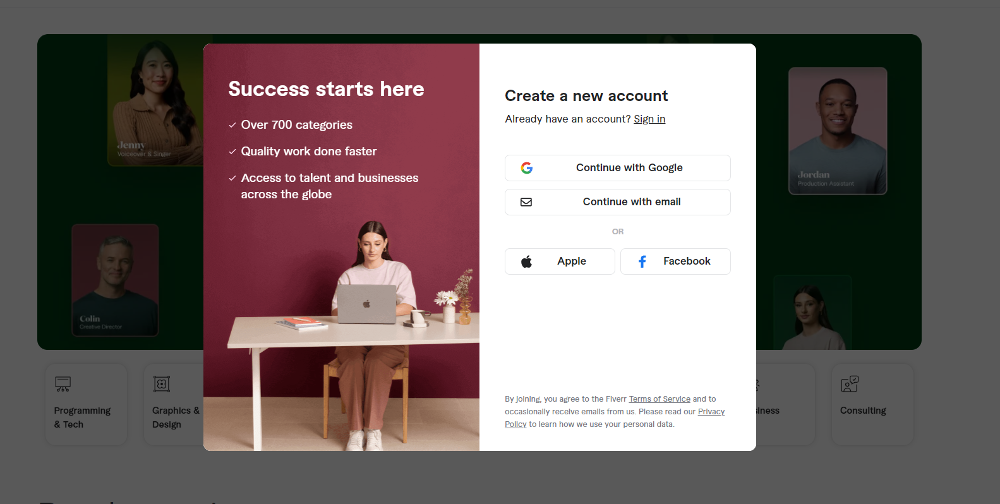 Success starts here
Over 700 categories
Quality work done faster
Access to talent and businesses
across the globe
Create a new account
Already have an account? Sign in
Continue with Google
Continue with email
OR
Apple
Facebook
By joining, you agree to the Fiverr Terms of Service and to
occasionally receive emails from us. Please read our Privacy
Policy to learn how we use your personal data.
Jenny
Voiceover & Singer
Jordan
Production Assistant
Colin
Creative Director
Programming
& Tech
Graphics &
Design
Consulting